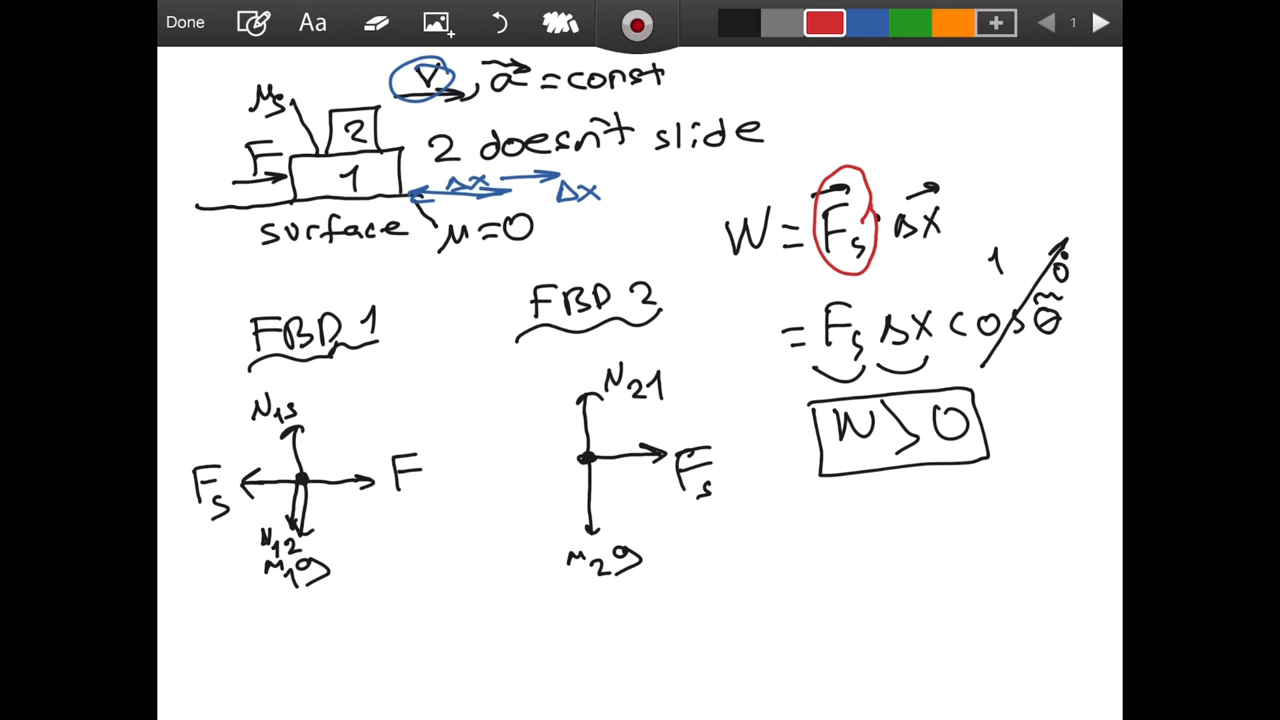 Done Aa 1
V⃗, a⃗ = const
μs
2
F
2 doesn't slide
1
Δx
Δx
surface
μ=0
W = F⃗s · Δx⃗
1 0
= Fs Δx cos θ
W > 0
FBD 1
FBD 2
N1s
Fs
F
N12
m1g
N21
Fs
m2g